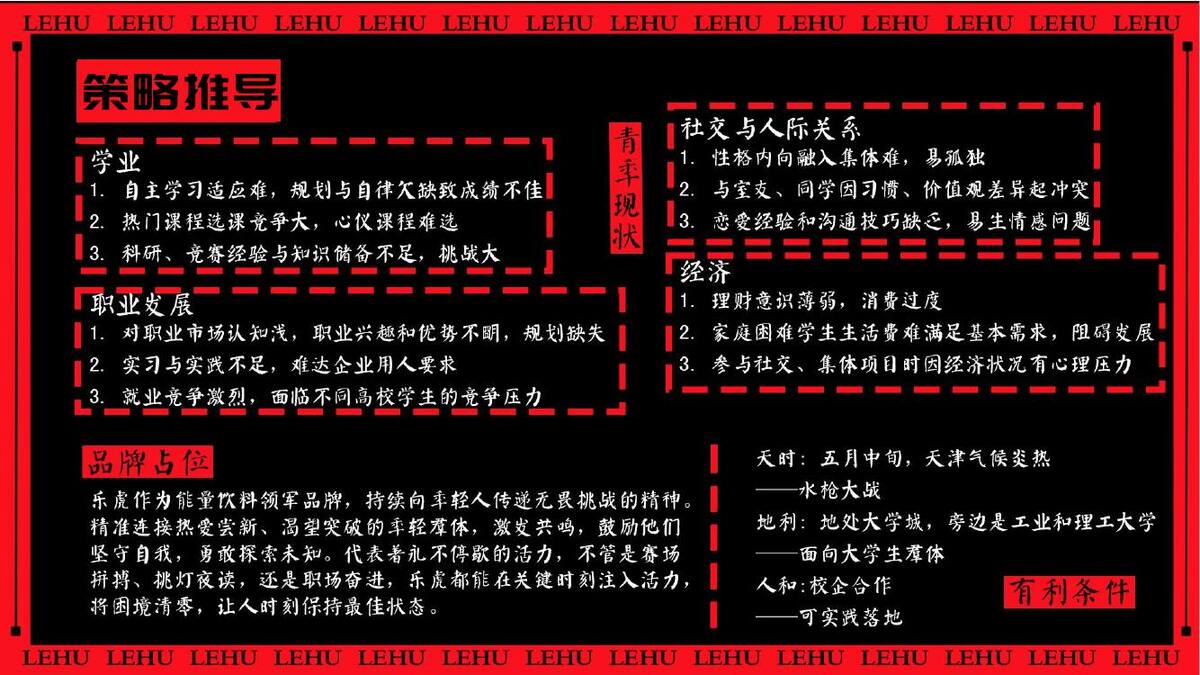 LEHU LEHU LEHU LEHU LEHU LEHU LEHU LEHU LEHU LEHU LEHU LEHU LEHU LEHU LEHU LEHU LEHU
策略推导
学业
1. 自主学习适应难，规划与自律欠缺致成绩不佳
2. 热门课程选课竞争大，心仪课程难选
3. 科研、竞赛经验与知识储备不足，挑战大
职业发展
1. 对职业市场认知浅，职业兴趣和优势不明，规划缺失
2. 实习与实践不足，难达企业用人要求
3. 就业竞争激烈，面临不同高校学生的竞争压力
青年现状
社交与人际关系
1. 性格内向融入集体难，易孤独
2. 与室友、同学因习惯、价值观差异起冲突
3. 恋爱经验和沟通技巧缺乏，易生情感问题
经济
1. 理财意识薄弱，消费过度
2. 家庭困难学生生活费难满足基本需求，阻碍发展
3. 参与社交、集体项目时因经济状况有心理压力
品牌占位
乐虎作为能量饮料领军品牌，持续向年轻人传递无畏挑战的精神。
精准连接热爱尝新、渴望突破的年轻群体，激发共鸣，鼓励他们
坚守自我，勇敢探索未知。代表着永不停歇的活力，不管是赛场
拼搏、挑灯夜读，还是职场奋进，乐虎都能在关键时刻注入活力，
将困境清零，让人时刻保持最佳状态。
天时：五月中旬，天津气候炎热
——水枪大战
地利：地处大学城，旁边是工业和理工大学
——面向大学生群体
人和:校企合作
——可实践落地
有利条件
LEHU LEHU LEHU LEHU LEHU LEHU LEHU LEHU LEHU LEHU LEHU LEHU LEHU LEHU LEHU LEHU LEHU